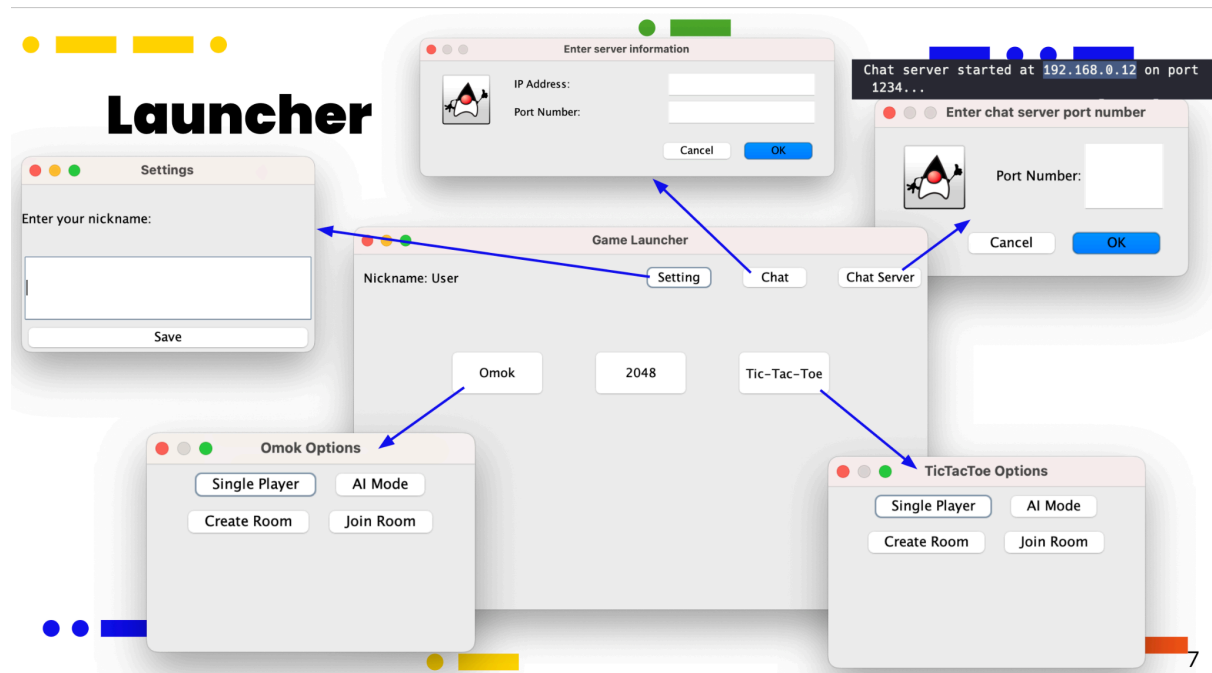 Launcher
Enter server information
IP Address:
Port Number:
Cancel OK
Chat server started at 192.168.0.12 on port
1234...
Enter chat server port number
Port Number:
Cancel OK
Settings
Enter your nickname:
Save
Game Launcher
Nickname: User Setting Chat Chat Server
Omok 2048 Tic-Tac-Toe
Omok Options
Single Player AI Mode
Create Room Join Room
TicTacToe Options
Single Player AI Mode
Create Room Join Room
7